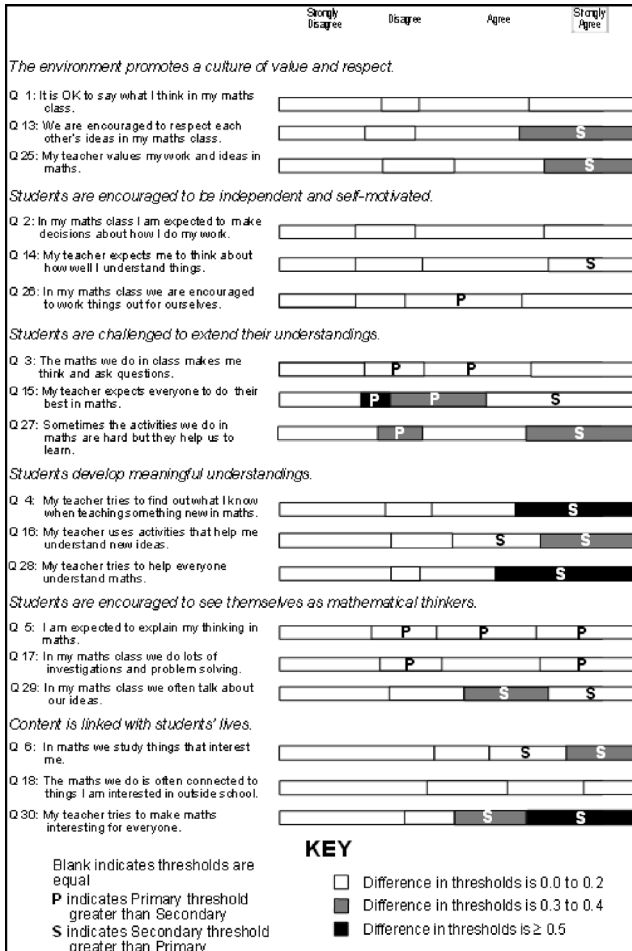 Strongly Disagree Disagree Agree Strongly Agree
The environment promotes a culture of value and respect.
Q 1: It is OK to say what I think in my maths
class.
Q 13: We are encouraged to respect each
other's ideas in my maths class.
S
Q 25: My teacher values my work and ideas in
maths.
S
Students are encouraged to be independent and self-motivated.
Q 2: In my maths class I am expected to make
decisions about how I do my work.
Q 14: My teacher expects me to think about
how well I understand things.
S
Q 26: In my maths class we are encouraged
to work things out for ourselves.
P
Students are challenged to extend their understandings.
Q 3: The maths we do in class makes me
think and ask questions.
P P
Q 15: My teacher expects everyone to do their
best in maths.
P P S
Q 27: Sometimes the activities we do in
maths are hard but they help us to
learn.
P S
Students develop meaningful understandings.
Q 4: My teacher tries to find out what I know
when teaching something new in maths.
S
Q 16: My teacher uses activities that help me
understand new ideas.
S S
Q 28: My teacher tries to help everyone
understand maths.
S
Students are encouraged to see themselves as mathematical thinkers.
Q 5: I am expected to explain my thinking in
maths.
P P P
Q 17: In my maths class we do lots of
investigations and problem solving.
P P
Q 29: In my maths class we often talk about
our ideas.
S S
Content is linked with students' lives.
Q 6: In maths we study things that interest
me.
S S
Q 18: The maths we do is often connected to
things I am interested in outside school.
Q 30: My teacher tries to make maths
interesting for everyone.
S S
Blank indicates thresholds are
equal
P indicates Primary threshold
greater than Secondary
S indicates Secondary threshold
greater than Primary
KEY
Difference in thresholds is 0.0 to 0.2
Difference in thresholds is 0.3 to 0.4
Difference in thresholds is ≥ 0.5